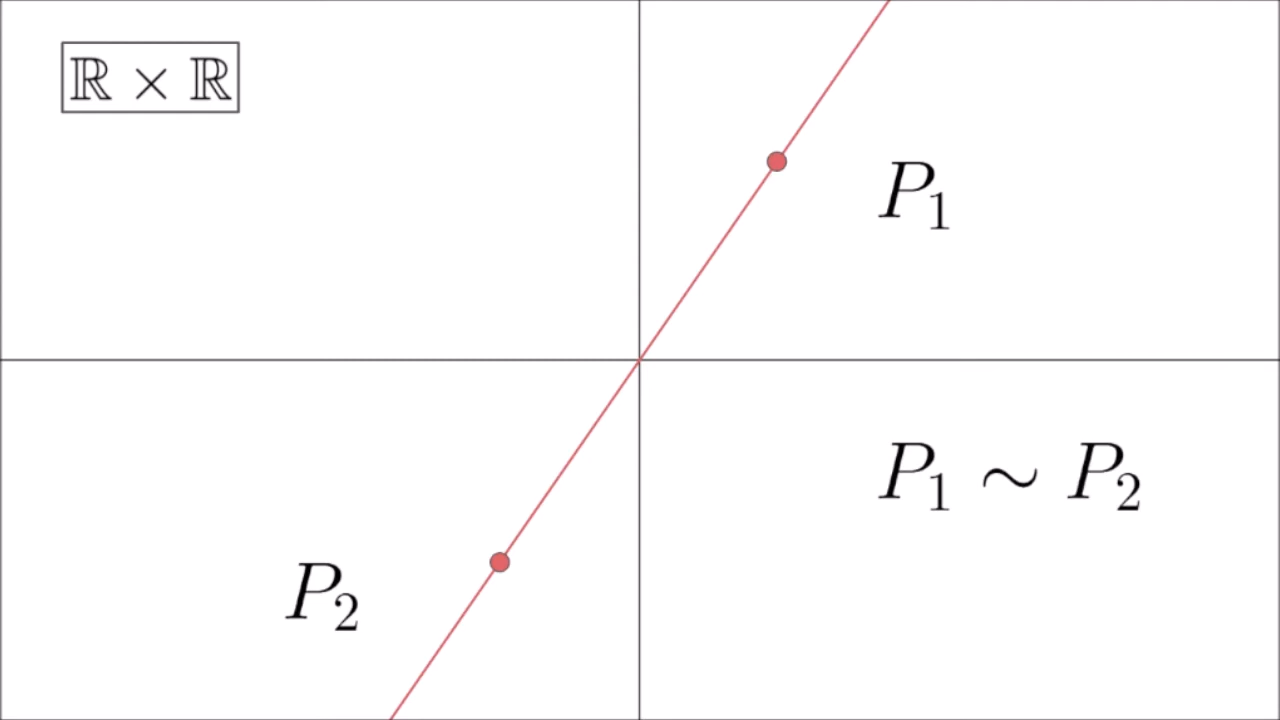 ℝ × ℝ
P₁
P₁ ∼ P₂
P₂